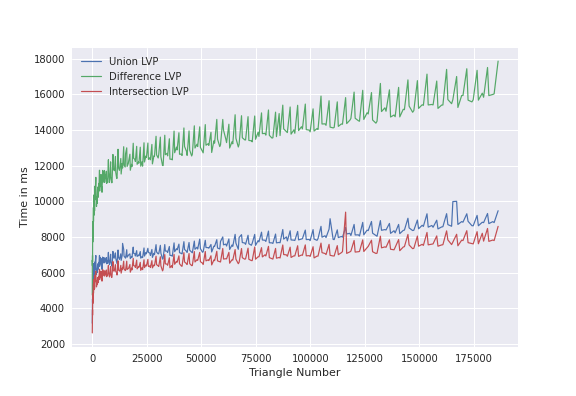 18000
16000
14000
12000
10000
8000
6000
4000
2000
Time in ms
Union LVP
Difference LVP
Intersection LVP
0 25000 50000 75000 100000 125000 150000 175000
Triangle Number